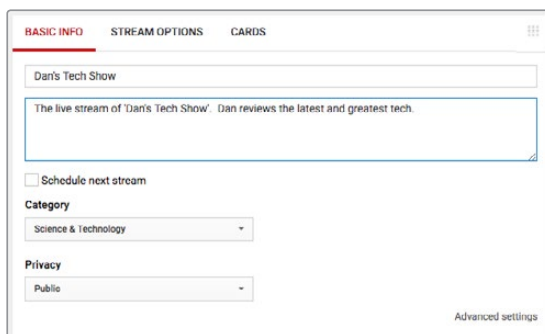 BASIC INFO STREAM OPTIONS CARDS
Dan's Tech Show
The live stream of 'Dan's Tech Show'. Dan reviews the latest and greatest tech.
Schedule next stream
Category
Science & Technology
Privacy
Public
Advanced settings